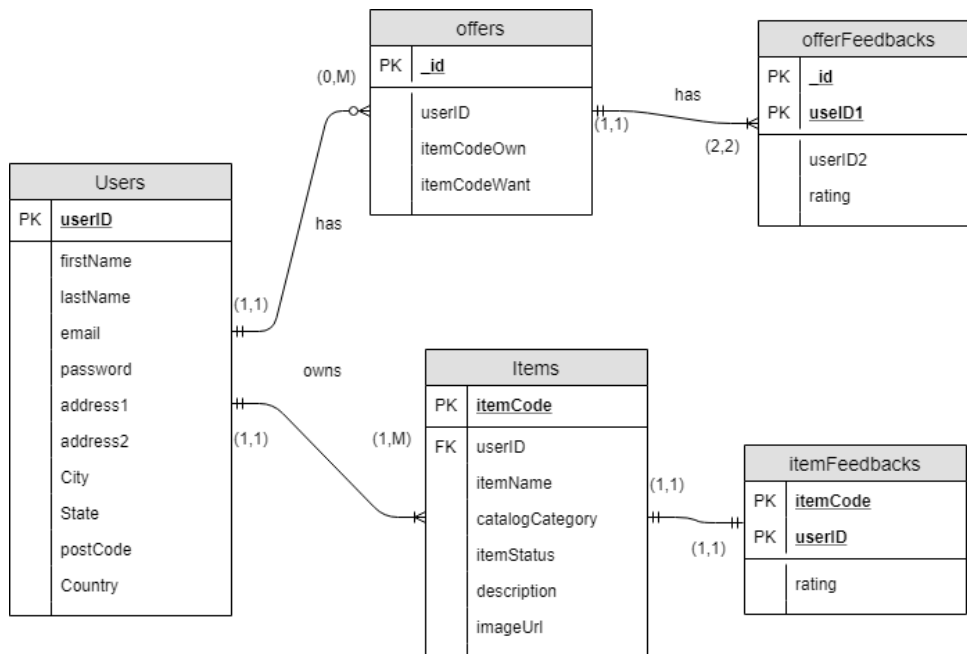 offers
PK _id
userID
itemCodeOwn
itemCodeWant
offerFeedbacks
PK _id
PK useID1
userID2
rating
(0,M)
has
(1,1)
has
(2,2)
Users
PK userID
firstName
lastName
email
password
address1
address2
City
State
postCode
Country
(1,1)
owns
(1,1)
(1,M)
Items
PK itemCode
FK userID
itemName
catalogCategory
itemStatus
description
imageUrl
(1,1)
(1,1)
itemFeedbacks
PK itemCode
PK userID
rating